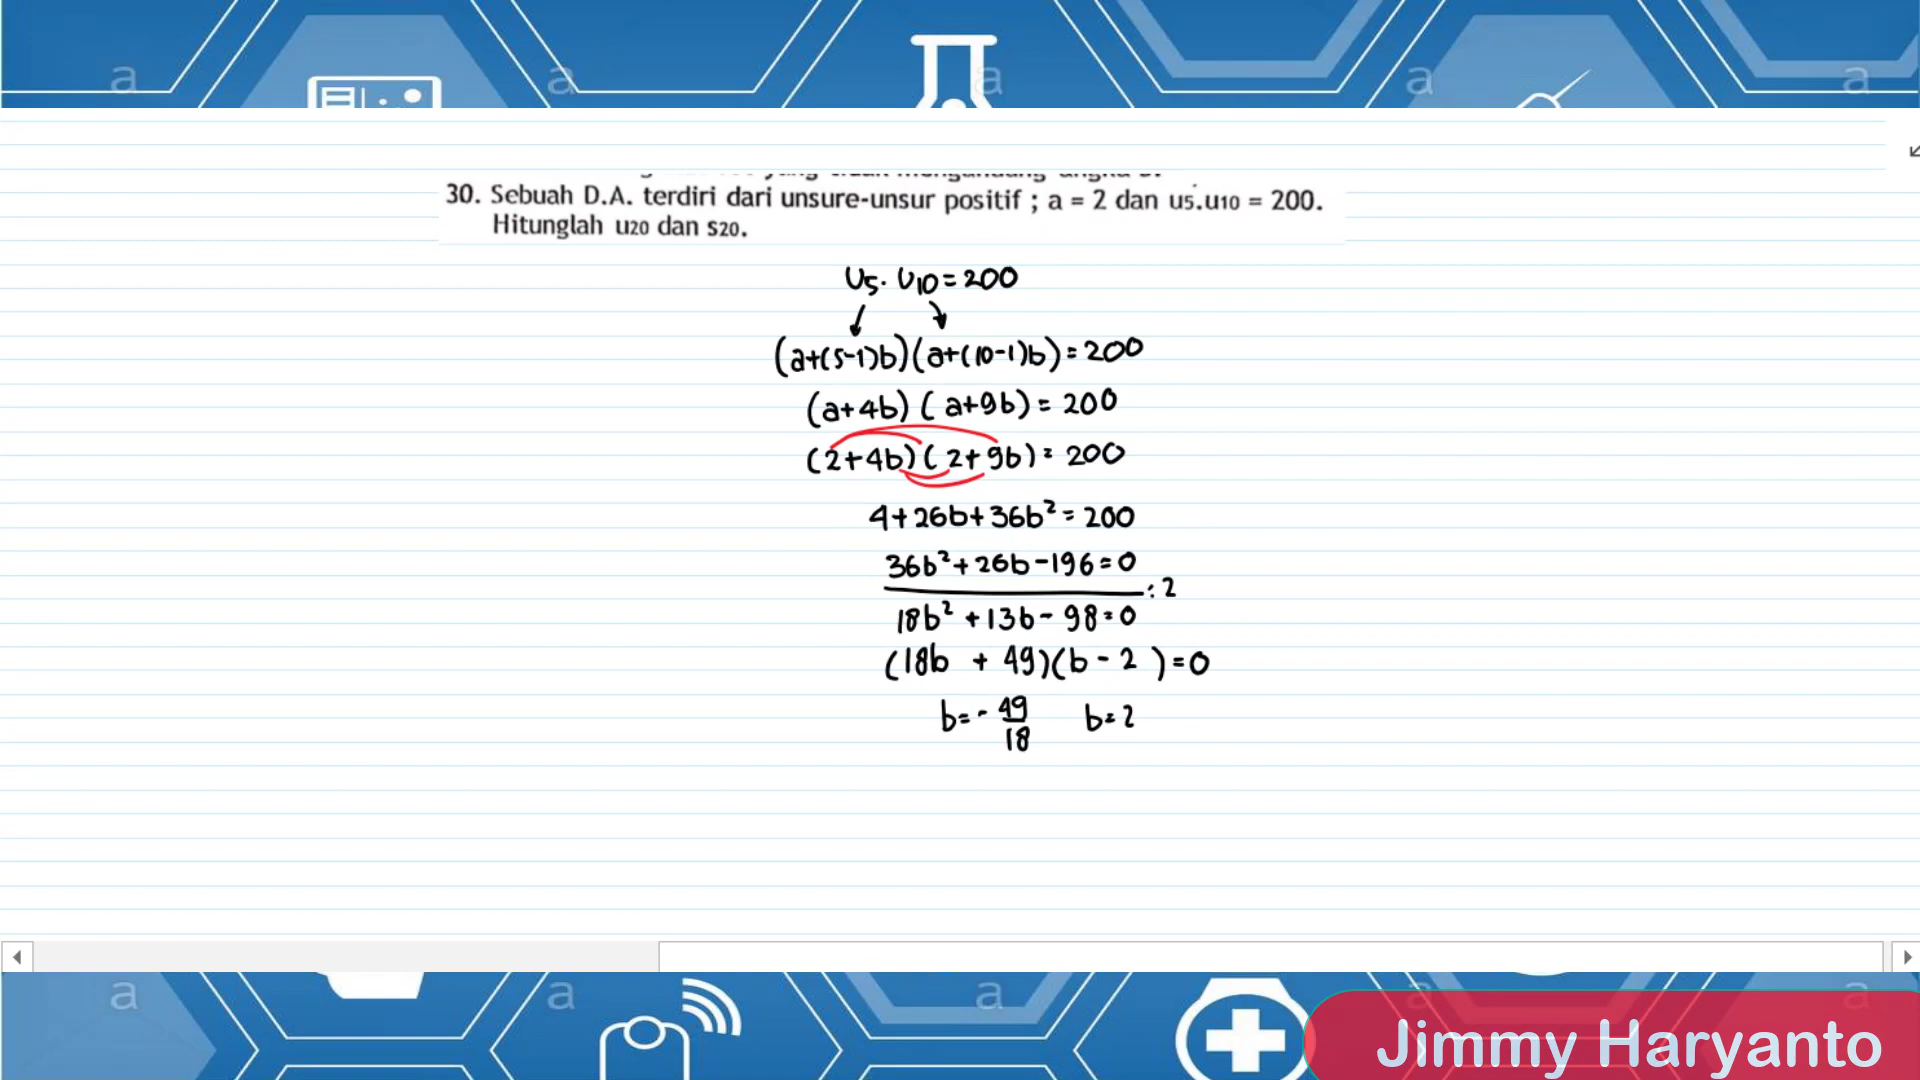 a a a a a
30. Sebuah D.A. terdiri dari unsure-unsur positif ; a = 2 dan u5.u10 = 200.
Hitunglah u20 dan s20.
U5. U10 = 200
(a+(5-1)b)(a+(10-1)b) = 200
(a+4b) (a+9b) = 200
(2+4b)(2+9b) = 200
4+26b+36b² = 200
36b²+26b-196 = 0
: 2
18b² +13b - 98 = 0
(18b + 49)(b - 2 ) = 0
b = - 49/18 b = 2
a a a a a
Jimmy Haryanto